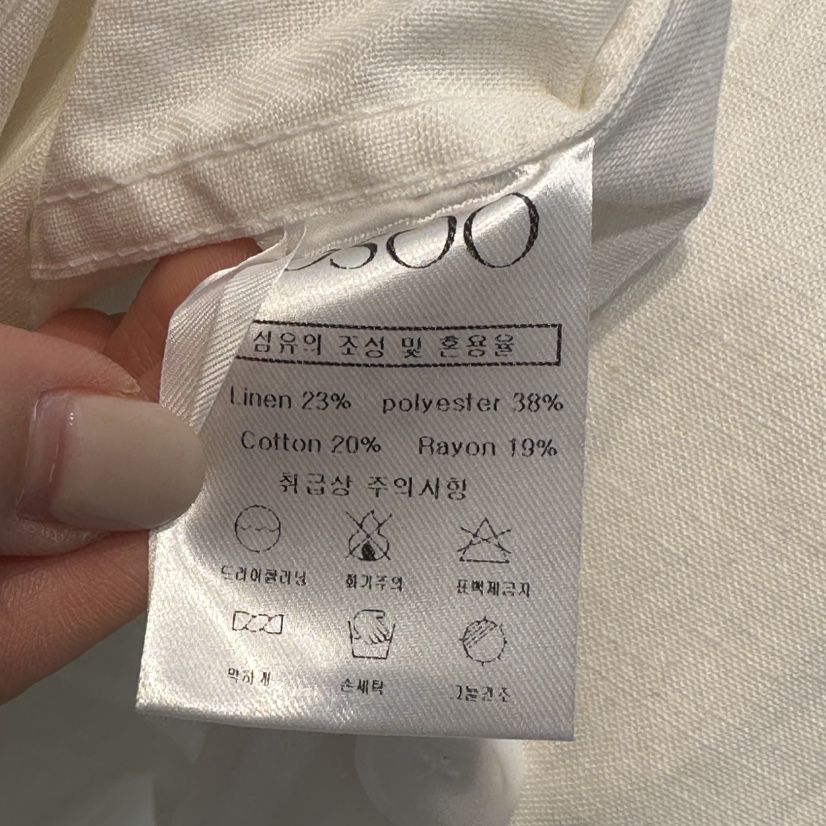 섬유의 조성 및 혼용율
Linen 23% polyester 38%
Cotton 20% Rayon 19%
취급상 주의사항
드라이클리닝 화기주의 표백제금지
약하게 손세탁 그늘건조